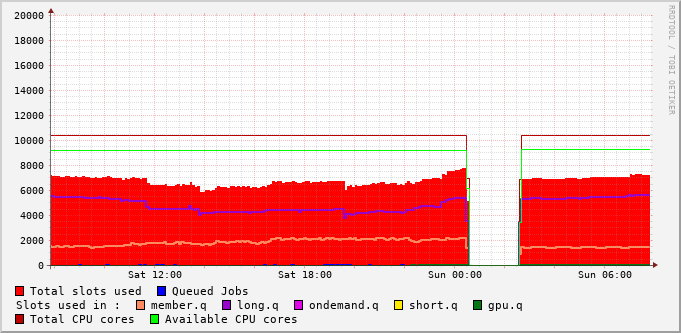 20000
18000
16000
14000
12000
10000
8000
6000
4000
2000
0
Sat 12:00 Sat 18:00 Sun 00:00 Sun 06:00
RRDTOOL / TOBI OETIKER
Total slots used Queued Jobs
Slots used in : member.q long.q ondemand.q short.q gpu.q
Total CPU cores Available CPU cores